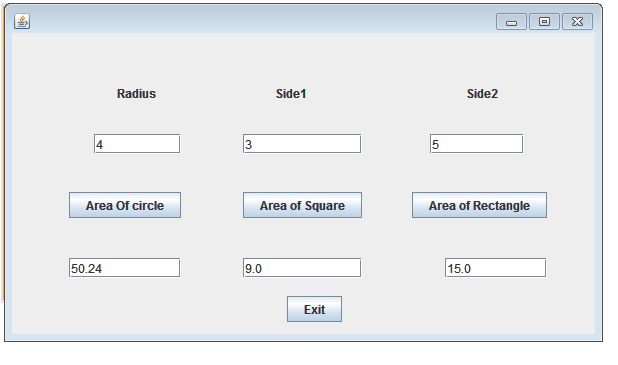 Radius Side1 Side2
4 3 5
Area Of circle Area of Square Area of Rectangle
50.24 9.0 15.0
Exit